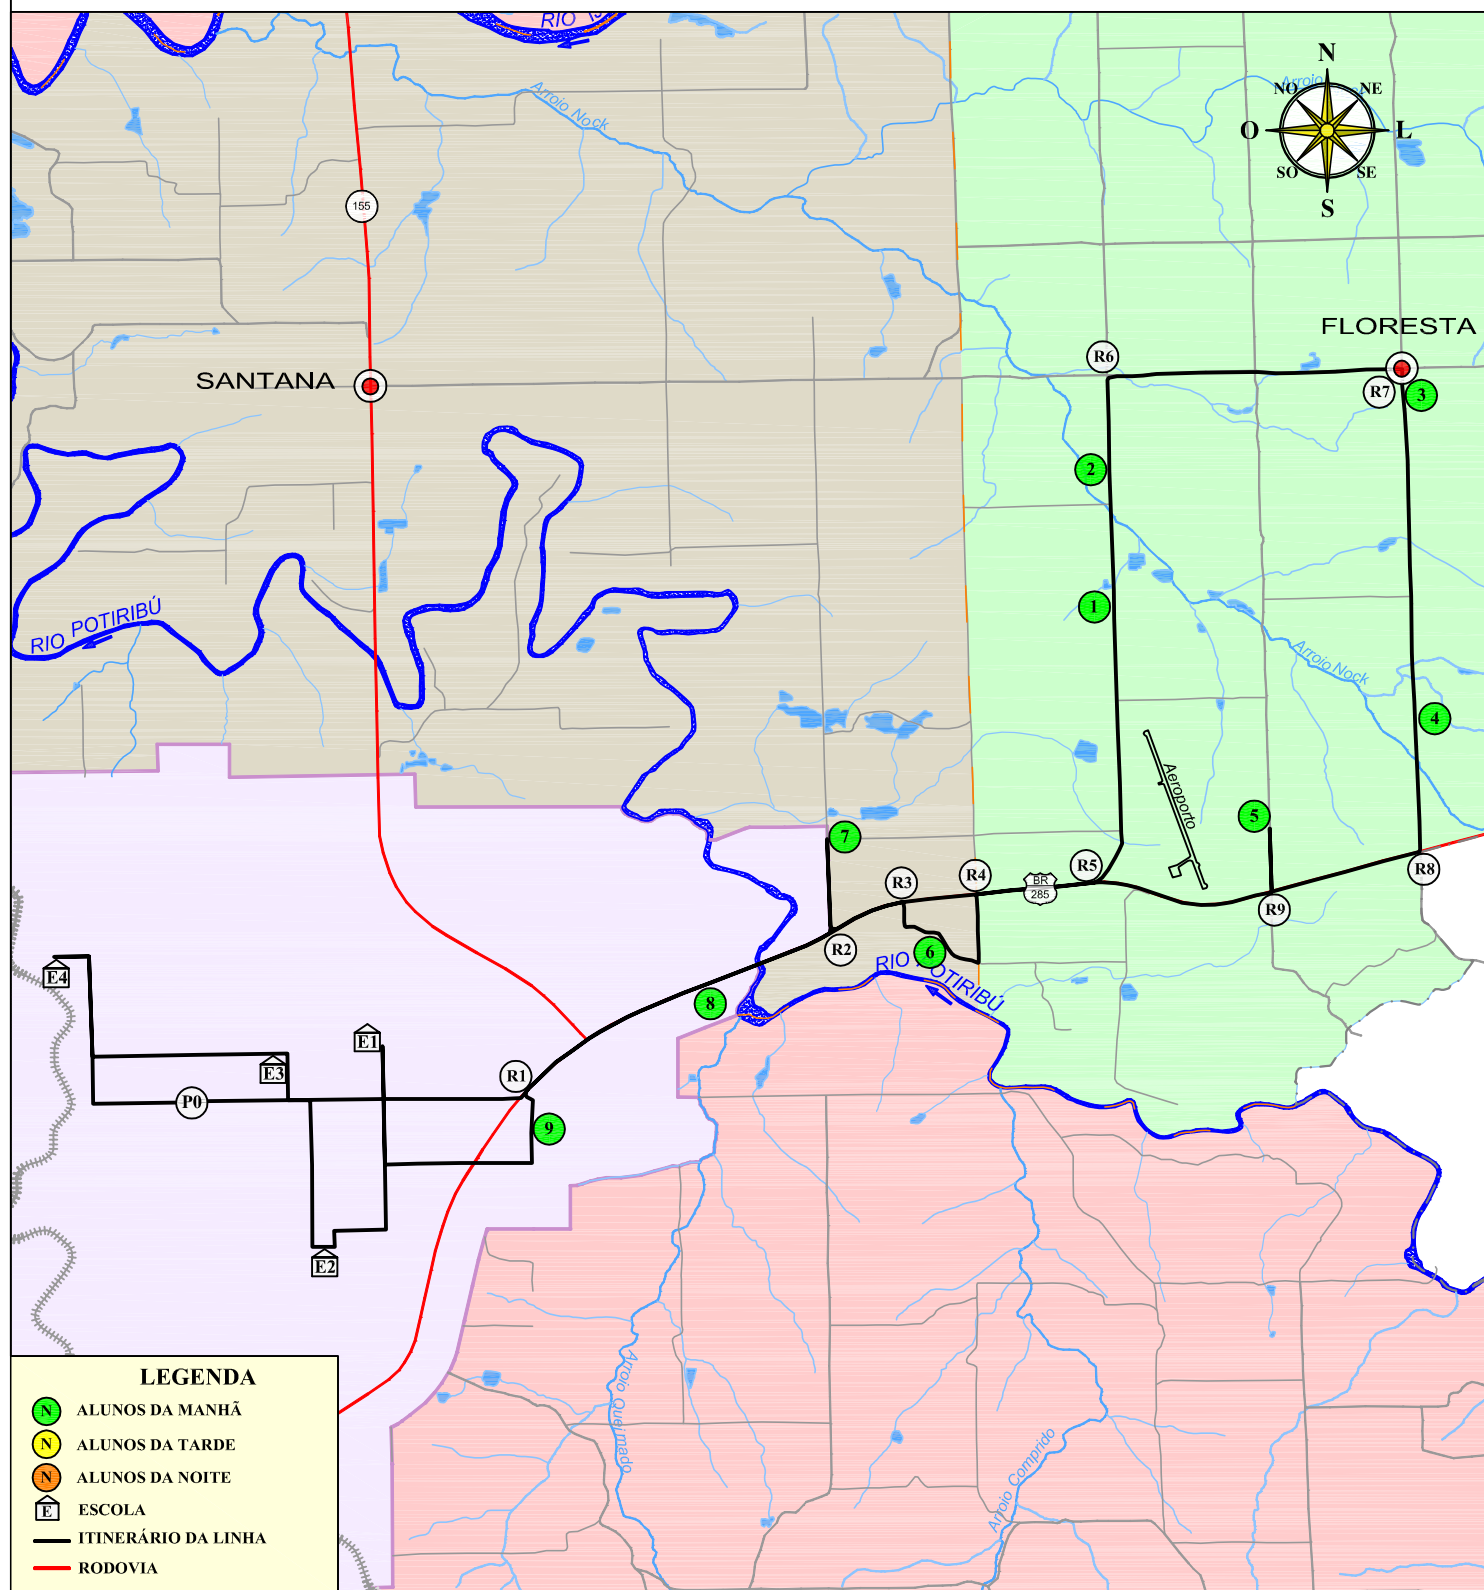 RIO
Arroio Nock
N
NO
NE
Arroio
O
L
SO
SE
S
155
FLORESTA
SANTANA
R6
R7
3
2
1
RIO POTIRIBÚ
Arroio Nock
4
Aeroporto
5
7
R5
R4
R3
BR
285
R8
R9
R2
6
RIO POTIRIBÚ
E4
8
E1
E3
R1
P0
9
E2
Arroio Queimado
Arroio Comprido
LEGENDA
N ALUNOS DA MANHÃ
N ALUNOS DA TARDE
N ALUNOS DA NOITE
E ESCOLA
ITINERÁRIO DA LINHA
RODOVIA